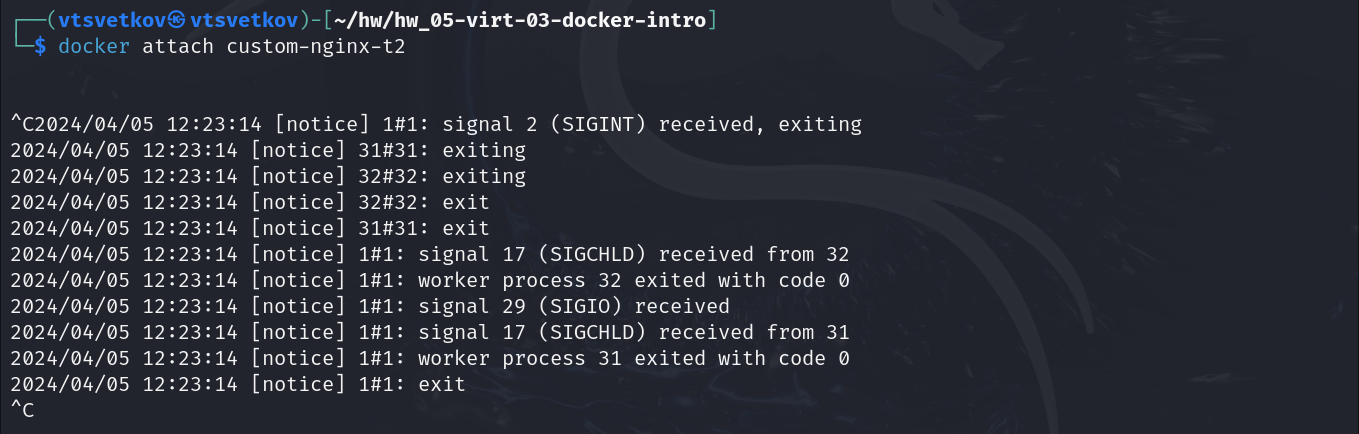 ┌──(vtsvetkov㉿vtsvetkov)-[~/hw/hw_05-virt-03-docker-intro]
└─$ docker attach custom-nginx-t2
^C2024/04/05 12:23:14 [notice] 1#1: signal 2 (SIGINT) received, exiting
2024/04/05 12:23:14 [notice] 31#31: exiting
2024/04/05 12:23:14 [notice] 32#32: exiting
2024/04/05 12:23:14 [notice] 32#32: exit
2024/04/05 12:23:14 [notice] 31#31: exit
2024/04/05 12:23:14 [notice] 1#1: signal 17 (SIGCHLD) received from 32
2024/04/05 12:23:14 [notice] 1#1: worker process 32 exited with code 0
2024/04/05 12:23:14 [notice] 1#1: signal 29 (SIGIO) received
2024/04/05 12:23:14 [notice] 1#1: signal 17 (SIGCHLD) received from 31
2024/04/05 12:23:14 [notice] 1#1: worker process 31 exited with code 0
2024/04/05 12:23:14 [notice] 1#1: exit
^C